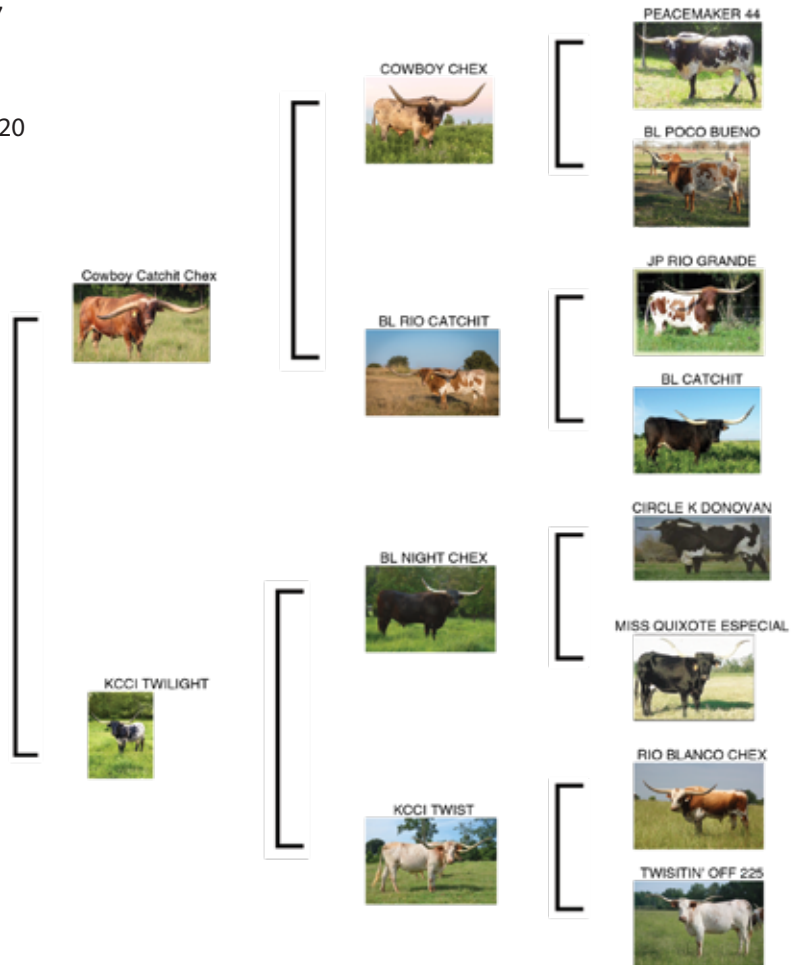 20
PEACEMAKER 44
COWBOY CHEX
BL POCO BUENO
Cowboy Catchit Chex
JP RIO GRANDE
BL RIO CATCHIT
BL CATCHIT
CIRCLE K DONOVAN
BL NIGHT CHEX
MISS QUIXOTE ESPECIAL
KCCI TWILIGHT
RIO BLANCO CHEX
KCCI TWIST
TWISITIN' OFF 225